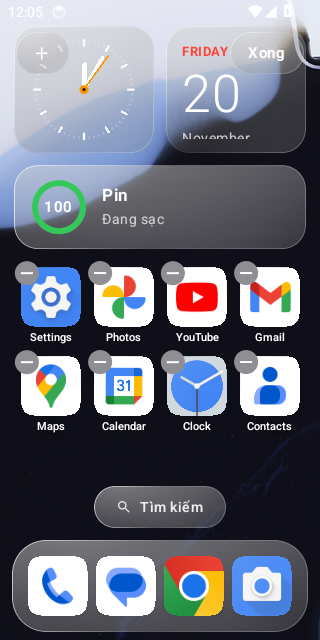 12:05
FRIDAY
Xong
20
November
100
Pin
Đang sạc
Settings
Photos
YouTube
Gmail
31
Maps
Calendar
Clock
Contacts
Tìm kiếm